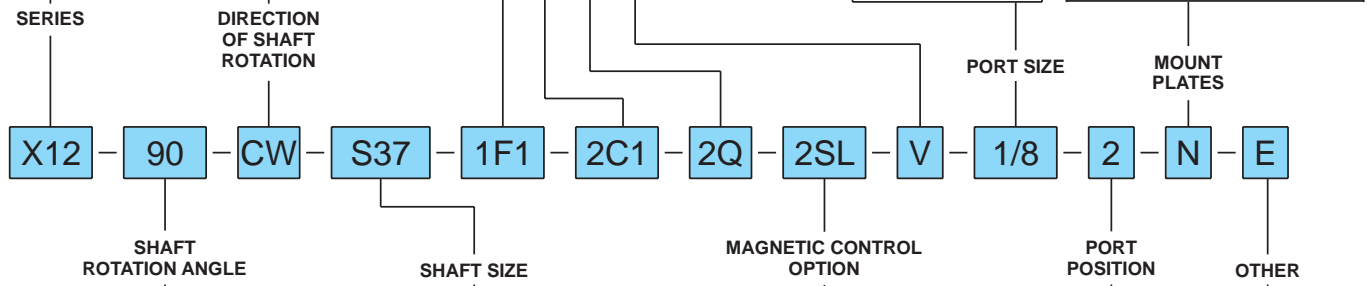 SERIES
DIRECTION
OF SHAFT
ROTATION
PORT SIZE
MOUNT
PLATES
X12 – 90 – CW – S37 – 1F1 – 2C1 – 2Q – 2SL – V – 1/8 – 2 – N – E
SHAFT
ROTATION ANGLE
SHAFT SIZE
MAGNETIC CONTROL
OPTION
PORT
POSITION
OTHER